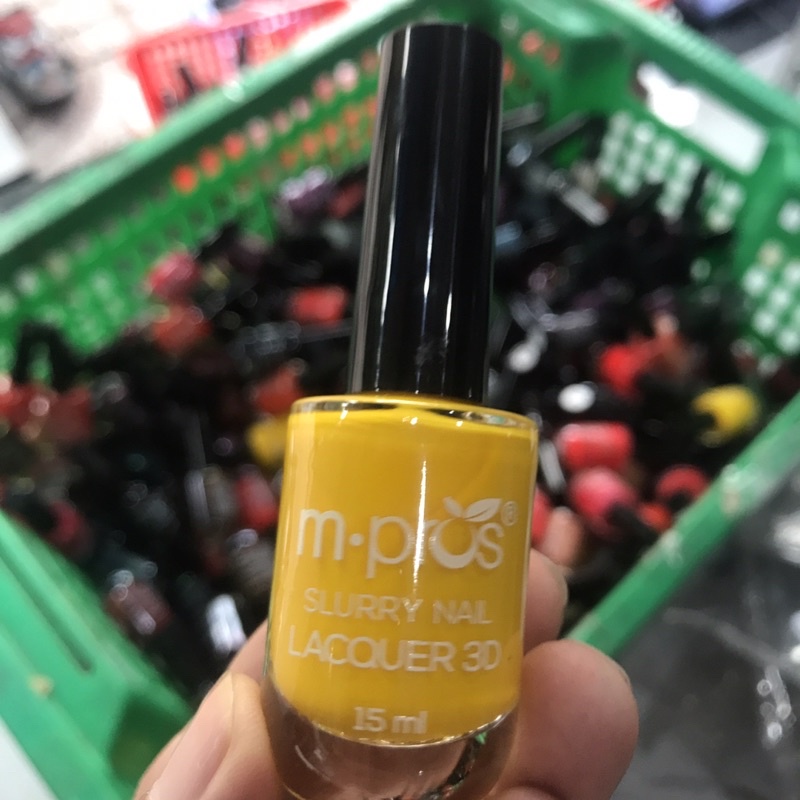 m·pros®
SLURRY NAIL
LACQUER 3D
15 ml